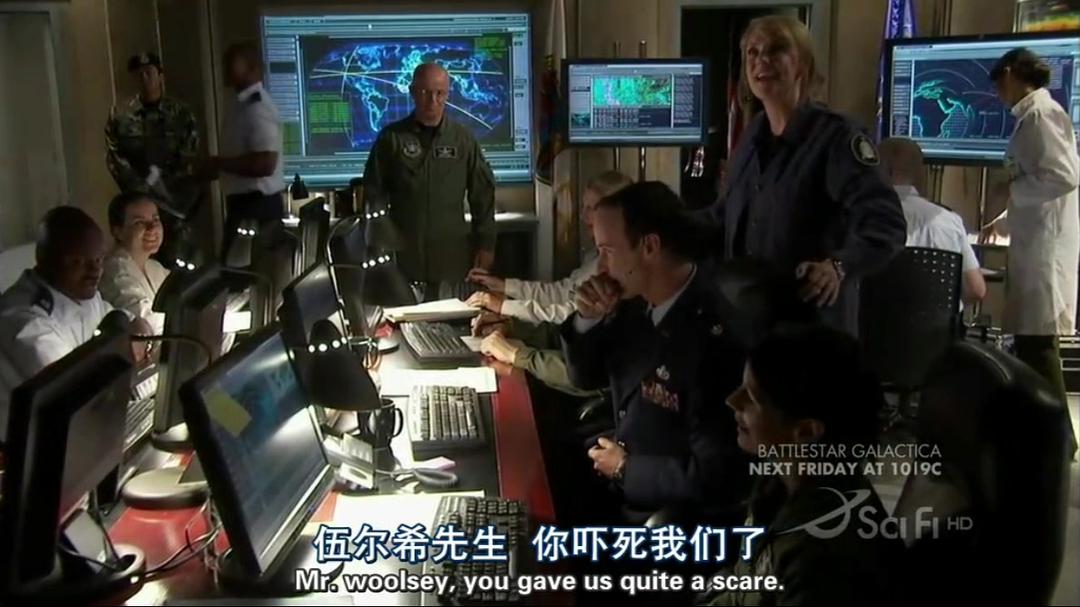 BATTLESTAR GALACTICA
NEXT FRIDAY AT 10|9C
Sci Fi HD
伍尔希先生 你吓死我们了
Mr. woolsey, you gave us quite a scare.